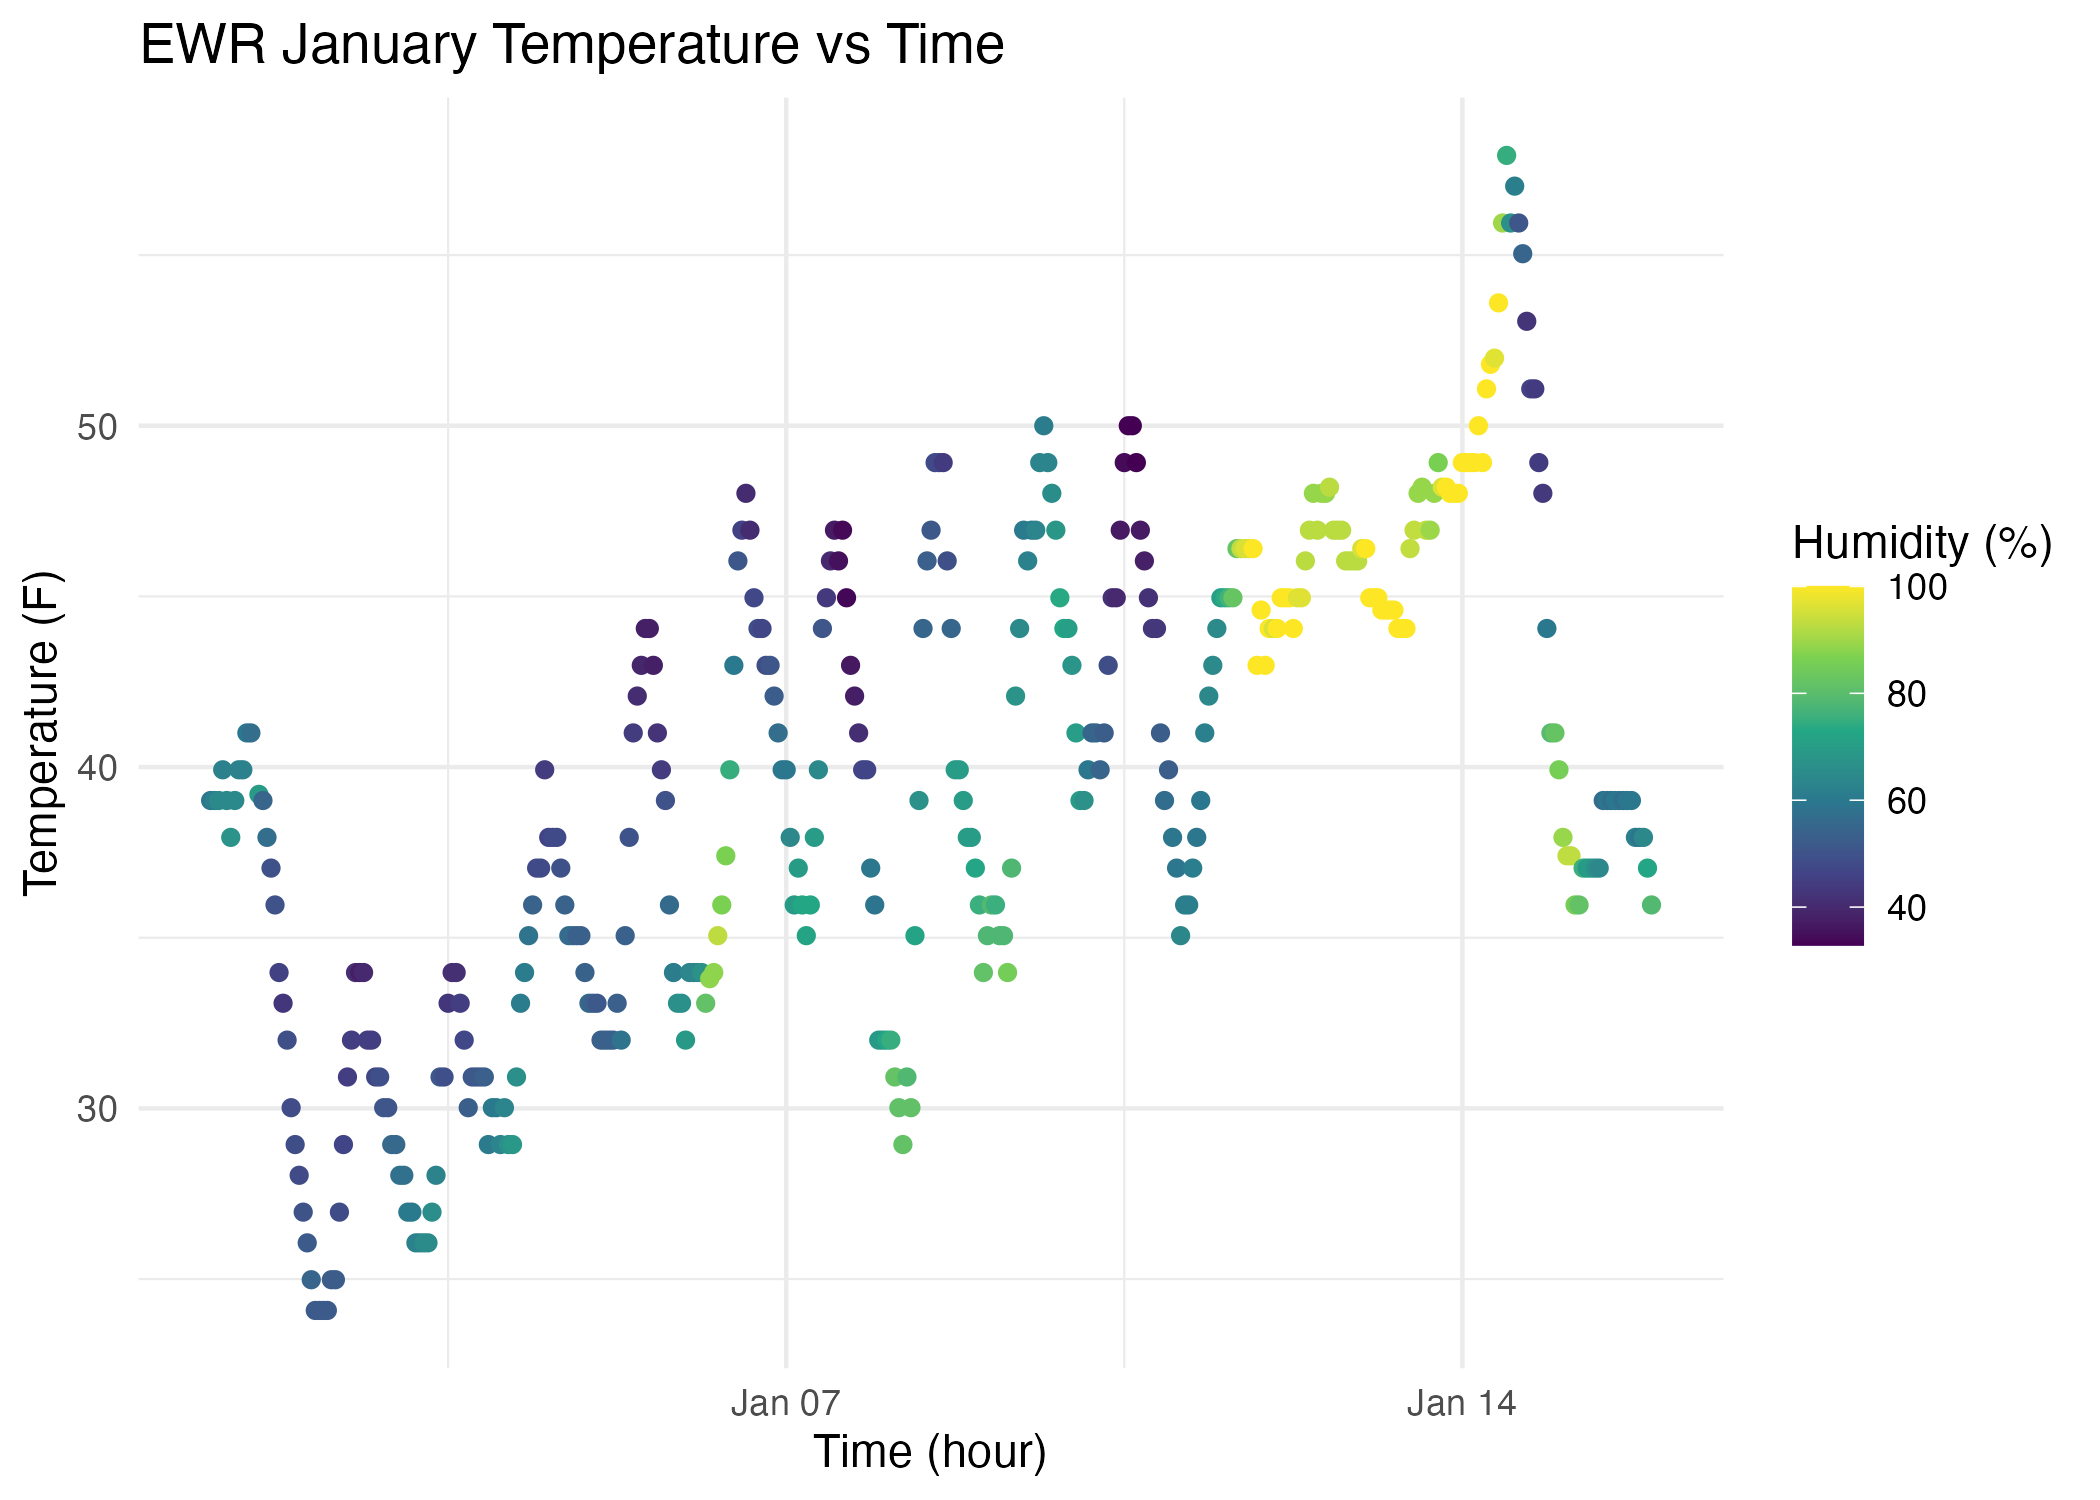 EWR January Temperature vs Time
Temperature (F)
50
40
30
Jan 07
Jan 14
Time (hour)
Humidity (%)
100
80
60
40